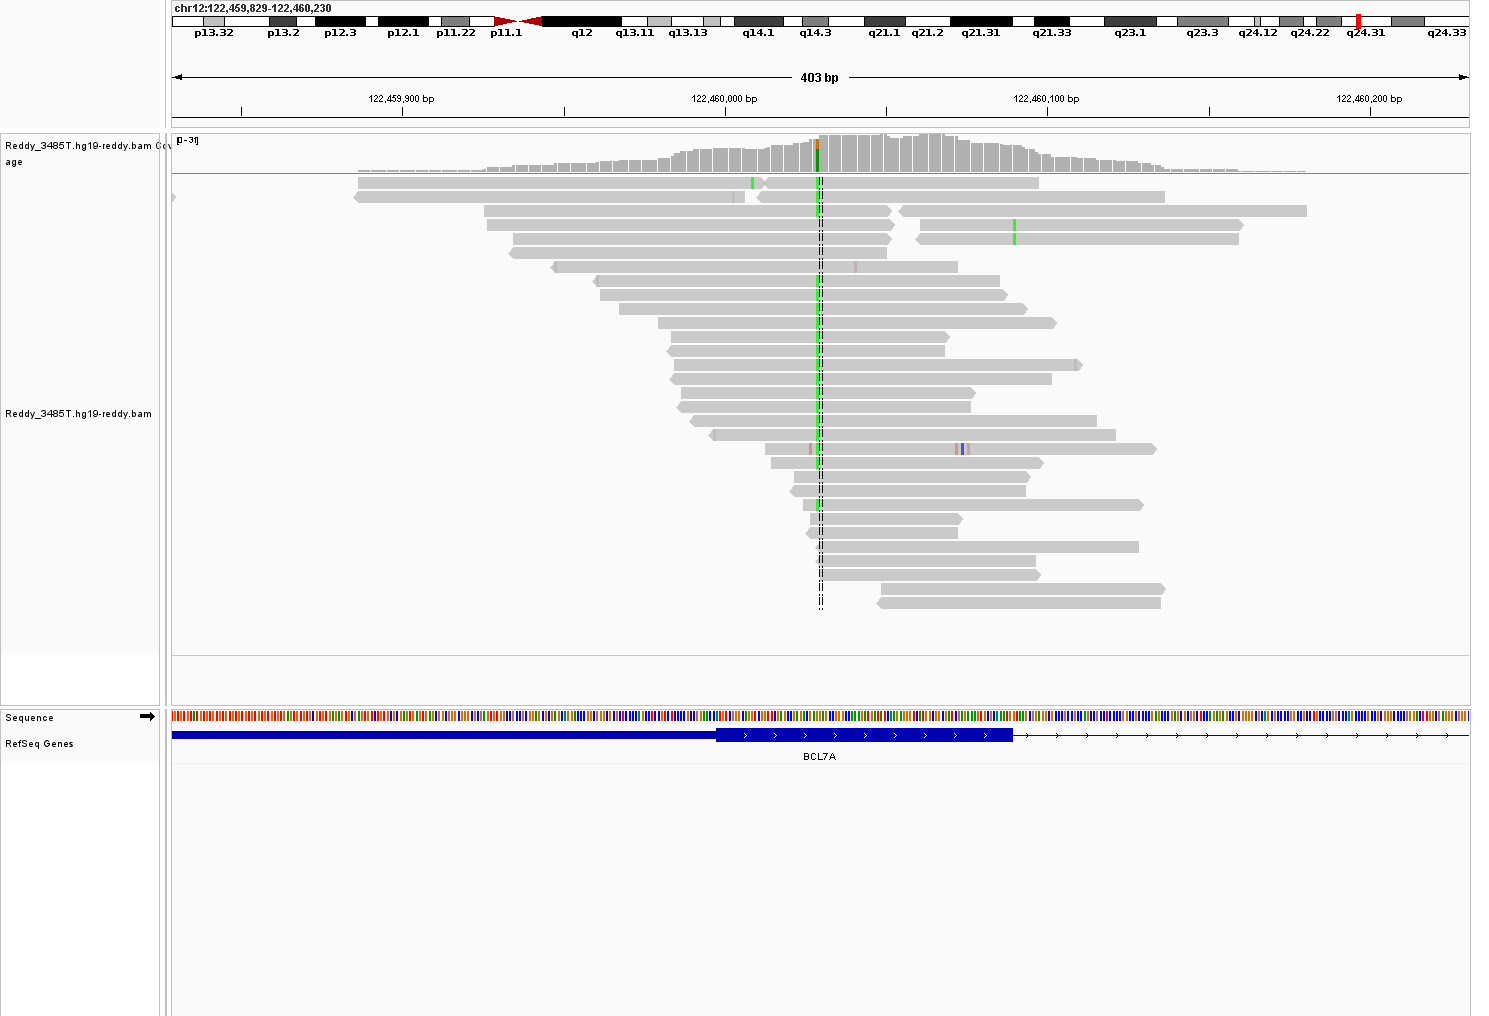 chr12:122,459,829-122,460,230
p13.32 p13.2 p12.3 p12.1 p11.22 p11.1 q12 q13.11 q13.13 q14.1 q14.3 q21.1 q21.2 q21.31 q21.33 q23.1 q23.3 q24.12 q24.22 q24.31 q24.33
403 bp
122,459,900 bp 122,460,000 bp 122,460,100 bp 122,460,200 bp
Reddy_3485T.hg19-reddy.bam Cov
age
[0-31]
Reddy_3485T.hg19-reddy.bam
Sequence
RefSeq Genes
BCL7A